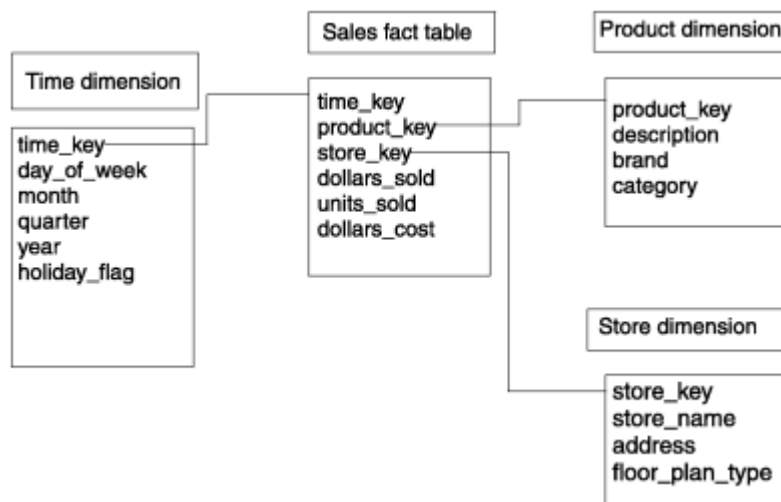 Time dimension
time_key
day_of_week
month
quarter
year
holiday_flag
Sales fact table
time_key
product_key
store_key
dollars_sold
units_sold
dollars_cost
Product dimension
product_key
description
brand
category
Store dimension
store_key
store_name
address
floor_plan_type